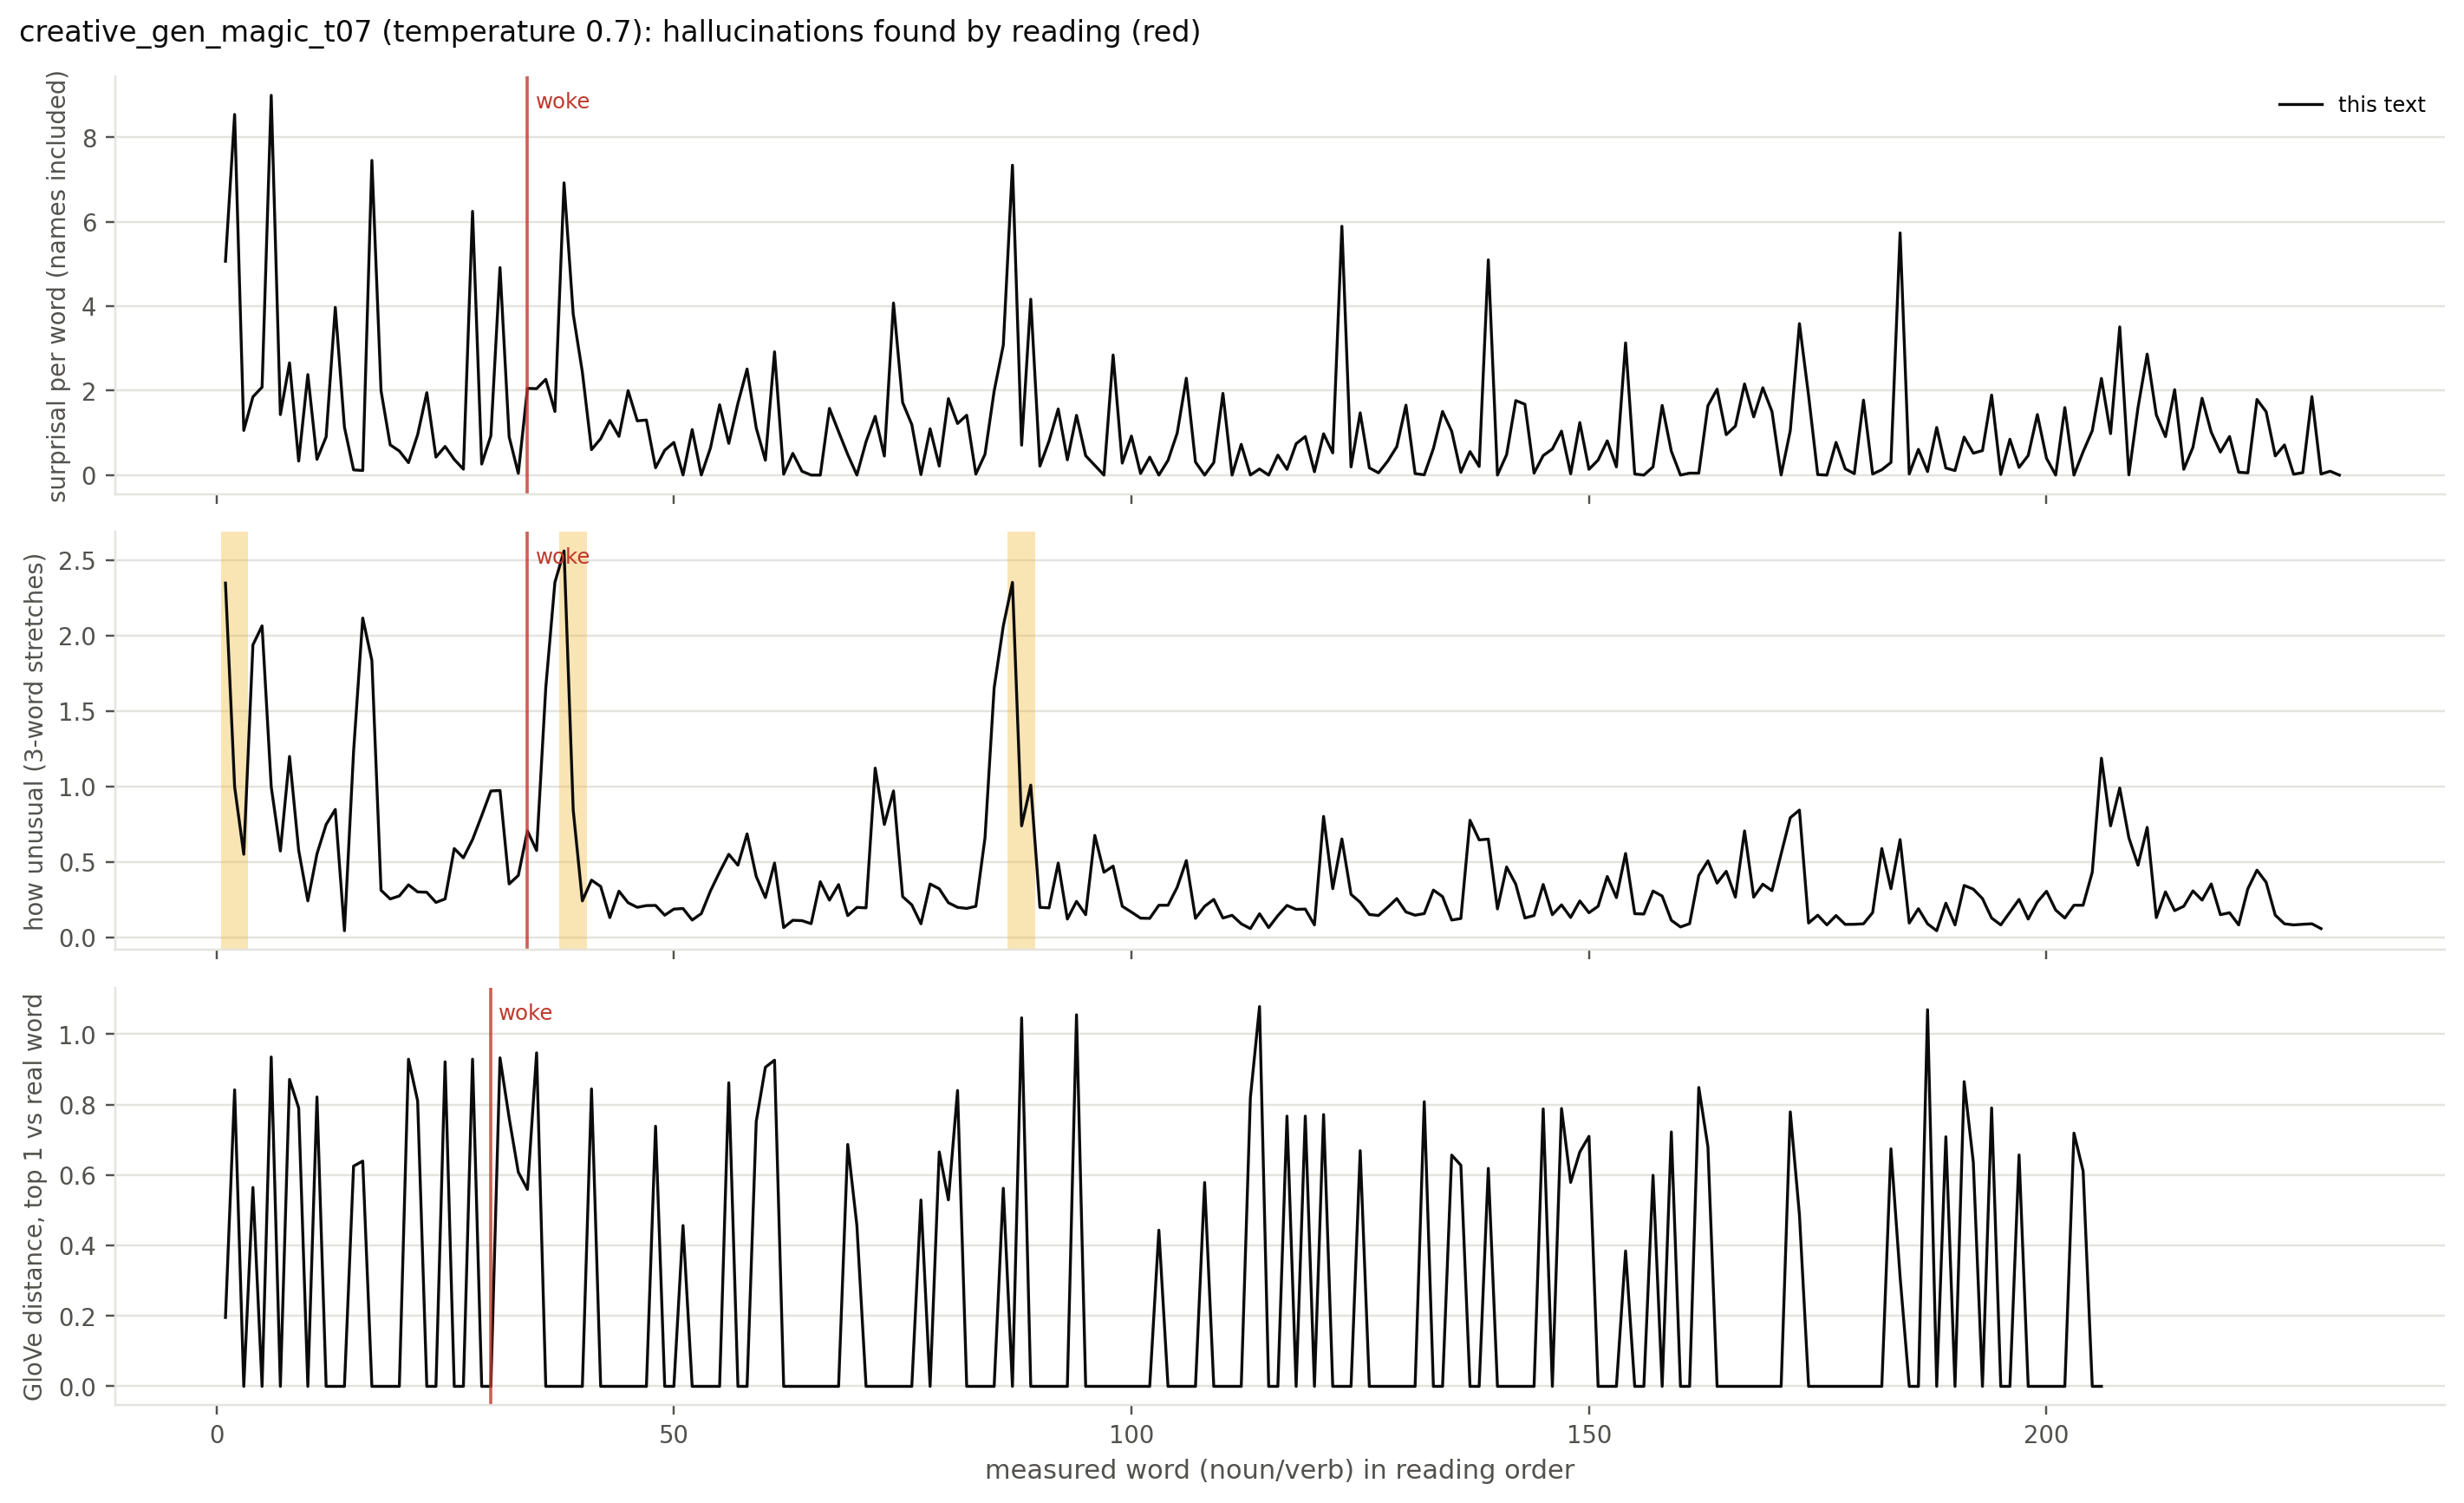 creative_gen_magic_t07 (temperature 0.7): hallucinations found by reading (red)
surprisal per word (names included)
8
6
4
2
0
woke
this text
how unusual (3-word stretches)
2.5
2.0
1.5
1.0
0.5
0.0
woke
GloVe distance, top 1 vs real word
1.0
0.8
0.6
0.4
0.2
0.0
woke
0 50 100 150 200
measured word (noun/verb) in reading order